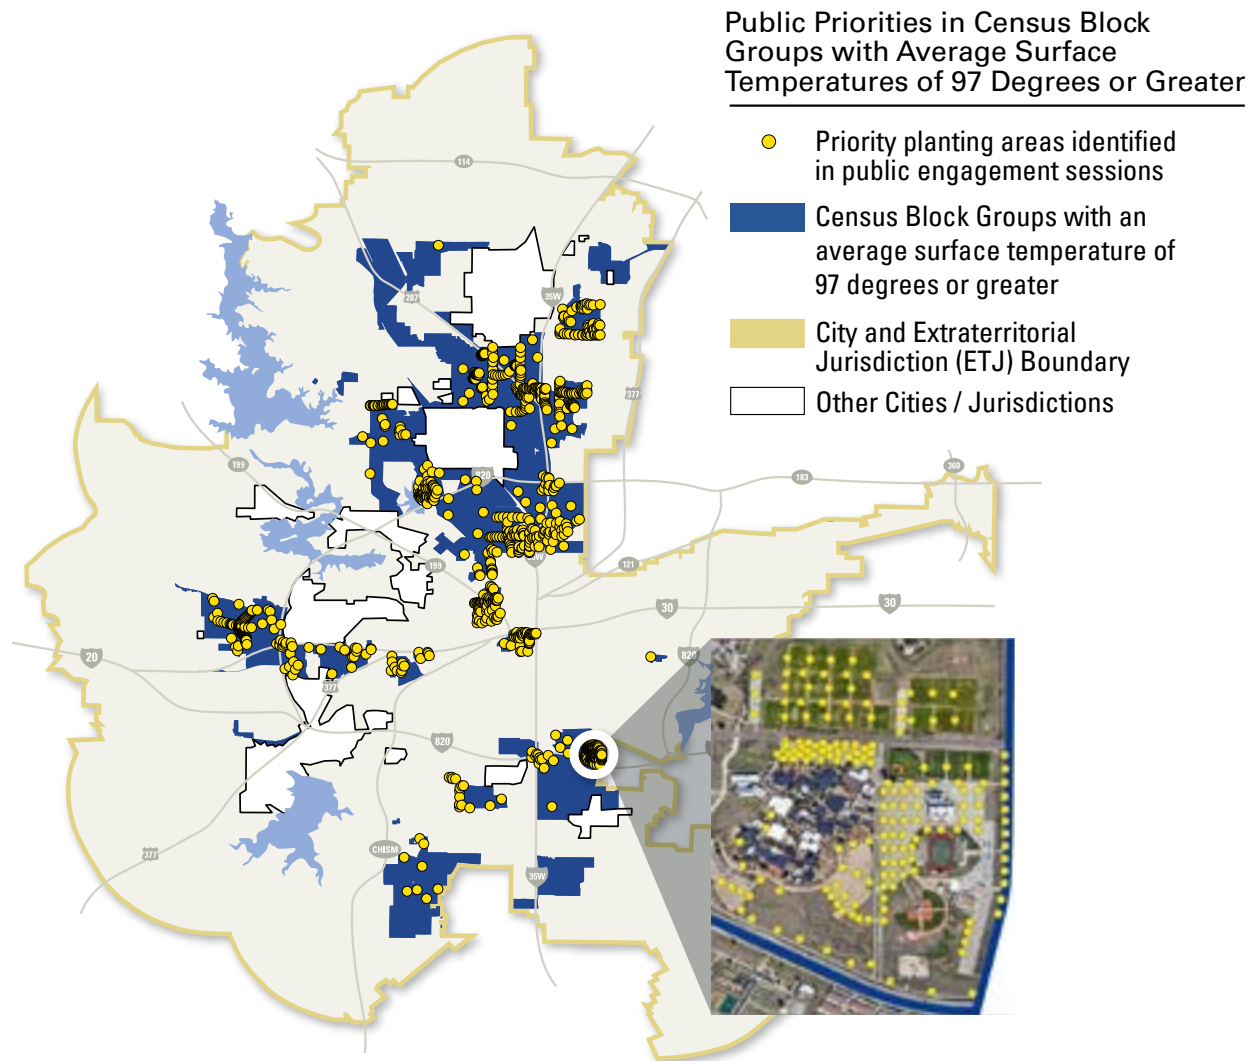 Public Priorities in Census Block
Groups with Average Surface
Temperatures of 97 Degrees or Greater
Priority planting areas identified
in public engagement sessions
Census Block Groups with an
average surface temperature of
97 degrees or greater
City and Extraterritorial
Jurisdiction (ETJ) Boundary
Other Cities / Jurisdictions
114
287
35W
377
199
820
183
360
199
121
30
30
20
377
820
820
CHISM
377
35W